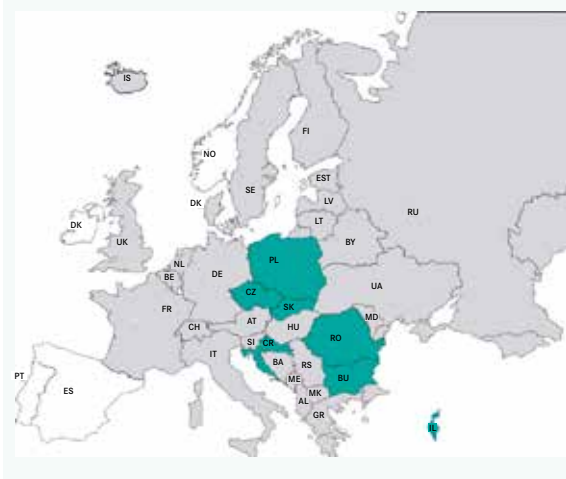 IS
FI
NO
SE
EST
DK
LV
RU
LT
DK
UK
BY
NL
PL
DE
BE
CZ
UA
SK
FR
MD
AT
CH
HU
RO
SI
CR
IT
BA
RS
PT
ME
BU
ES
MK
AL
GR
IL